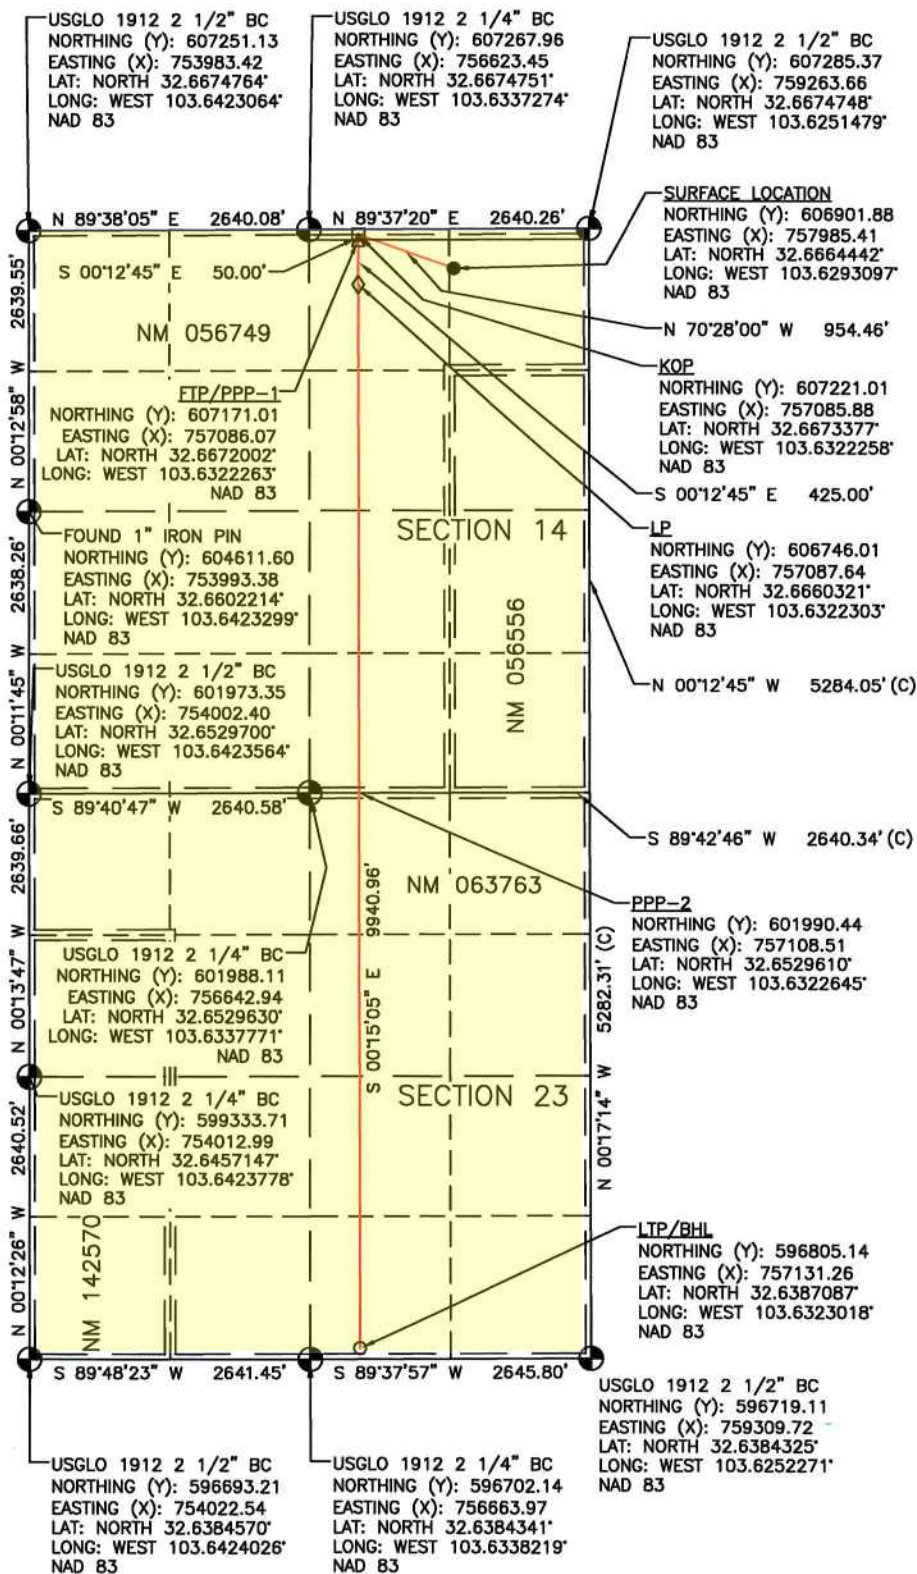 USGLO 1912 2 1/2" BC
NORTHING (Y): 607251.13
EASTING (X): 753983.42
LAT: NORTH 32.6674764°
LONG: WEST 103.6423064°
NAD 83
USGLO 1912 2 1/4" BC
NORTHING (Y): 607267.96
EASTING (X): 756623.45
LAT: NORTH 32.6674751°
LONG: WEST 103.6337274°
NAD 83
USGLO 1912 2 1/2" BC
NORTHING (Y): 607285.37
EASTING (X): 759263.66
LAT: NORTH 32.6674748°
LONG: WEST 103.6251479°
NAD 83
N 89°38'05" E 2640.08'
N 89°37'20" E 2640.26'
SURFACE LOCATION
NORTHING (Y): 606901.88
EASTING (X): 757985.41
LAT: NORTH 32.6664442°
LONG: WEST 103.6293097°
NAD 83
S 00°12'45" E 50.00'
N 70°28'00" W 954.46'
NM 056749
N 00°12'58" W 2639.55'
KOP
NORTHING (Y): 607221.01
EASTING (X): 757085.88
LAT: NORTH 32.6673377°
LONG: WEST 103.6322258°
NAD 83
FTP/PPP-1
NORTHING (Y): 607171.01
EASTING (X): 757086.07
LAT: NORTH 32.6672002°
LONG: WEST 103.6322263°
NAD 83
S 00°12'45" E 425.00'
SECTION 14
LP
NORTHING (Y): 606746.01
EASTING (X): 757087.64
LAT: NORTH 32.6660321°
LONG: WEST 103.6322303°
NAD 83
FOUND 1" IRON PIN
NORTHING (Y): 604611.60
EASTING (X): 753993.38
LAT: NORTH 32.6602214°
LONG: WEST 103.6423299°
NAD 83
N 00°11'45" W 2638.26'
NM 056556
N 00°12'45" W 5284.05' (C)
USGLO 1912 2 1/2" BC
NORTHING (Y): 601973.35
EASTING (X): 754002.40
LAT: NORTH 32.6529700°
LONG: WEST 103.6423564°
NAD 83
S 89°40'47" W 2640.58'
S 89°42'46" W 2640.34' (C)
N 00°13'47" W 2639.66'
NM 063763
S 00°15'05" E 9940.96'
PPP-2
NORTHING (Y): 601990.44
EASTING (X): 757108.51
LAT: NORTH 32.6529610°
LONG: WEST 103.6322645°
NAD 83
USGLO 1912 2 1/4" BC
NORTHING (Y): 601988.11
EASTING (X): 756642.94
LAT: NORTH 32.6529630°
LONG: WEST 103.6337771°
NAD 83
N 00°17'14" W 5282.31' (C)
SECTION 23
USGLO 1912 2 1/4" BC
NORTHING (Y): 599333.71
EASTING (X): 754012.99
LAT: NORTH 32.6457147°
LONG: WEST 103.6423778°
NAD 83
N 00°12'26" W 2640.52'
NM 142570
LTP/BHL
NORTHING (Y): 596805.14
EASTING (X): 757131.26
LAT: NORTH 32.6387087°
LONG: WEST 103.6323018°
NAD 83
S 89°48'23" W 2641.45'
S 89°37'57" W 2645.80'
USGLO 1912 2 1/2" BC
NORTHING (Y): 596719.11
EASTING (X): 759309.72
LAT: NORTH 32.6384325°
LONG: WEST 103.6252271°
NAD 83
USGLO 1912 2 1/2" BC
NORTHING (Y): 596693.21
EASTING (X): 754022.54
LAT: NORTH 32.6384570°
LONG: WEST 103.6424026°
NAD 83
USGLO 1912 2 1/4" BC
NORTHING (Y): 596702.14
EASTING (X): 756663.97
LAT: NORTH 32.6384341°
LONG: WEST 103.6338219°
NAD 83